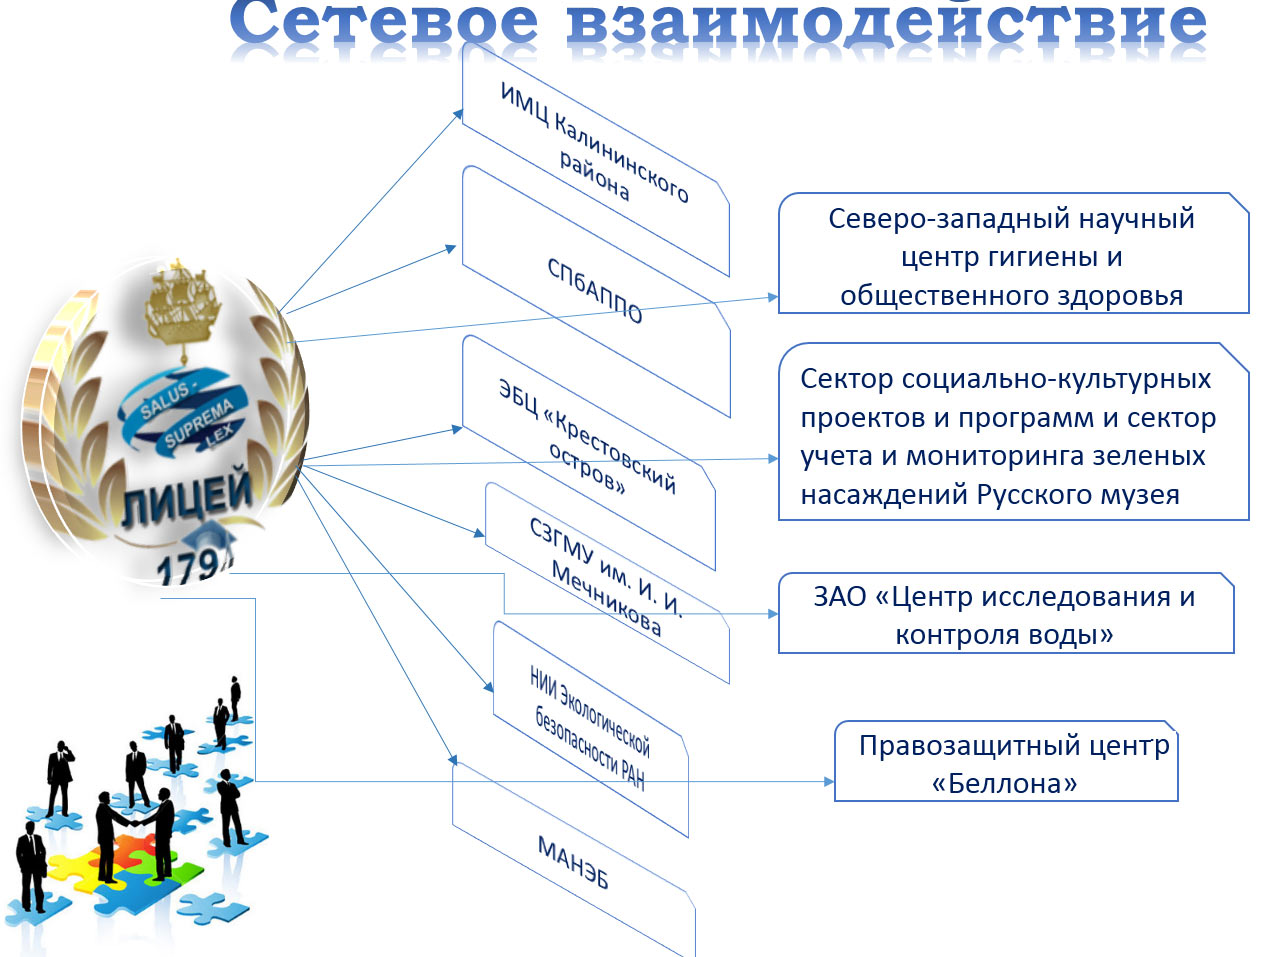 Сетевое взаимодействие
ИМЦ Калининского
района
СПбАППО
ЭБЦ «Крестовский
остров»
СЗГМУ им. И. И.
Мечникова
НИИ Экологической
безопасности РАН
МАНЭБ
Северо-западный научный
центр гигиены и
общественного здоровья
Сектор социально-культурных
проектов и программ и сектор
учета и мониторинга зеленых
насаждений Русского музея
ЗАО «Центр исследования и
контроля воды»
Правозащитный центр
«Беллона»
SALUS -
SUPREMA
LEX
ЛИЦЕЙ
179